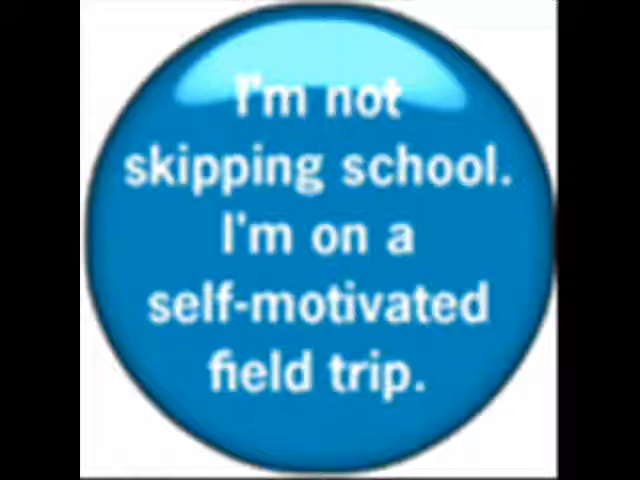 I'm not
skipping school.
I'm on a
self-motivated
field trip.